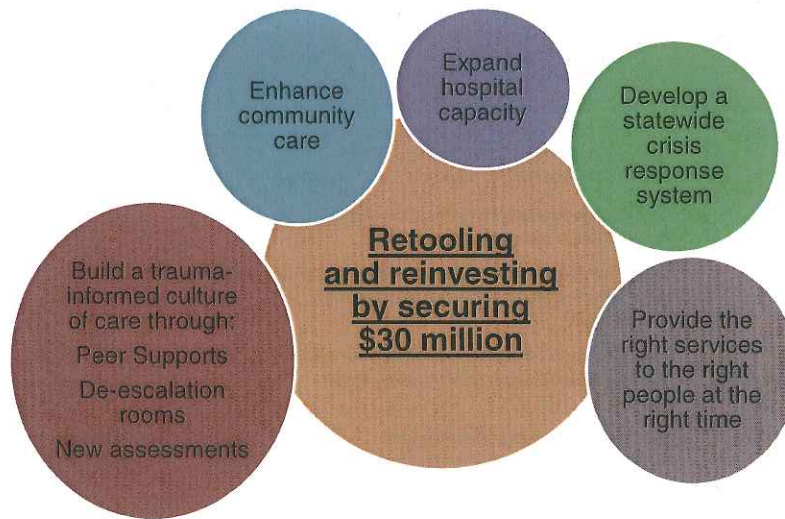 Enhance
community
care
Expand
hospital
capacity
Develop a
statewide
crisis
response
system
Retooling
and reinvesting
by securing
$30 million
Build a trauma-
informed culture
of care through:
Peer Supports
De-escalation
rooms
New assessments
Provide the
right services
to the right
people at the
right time